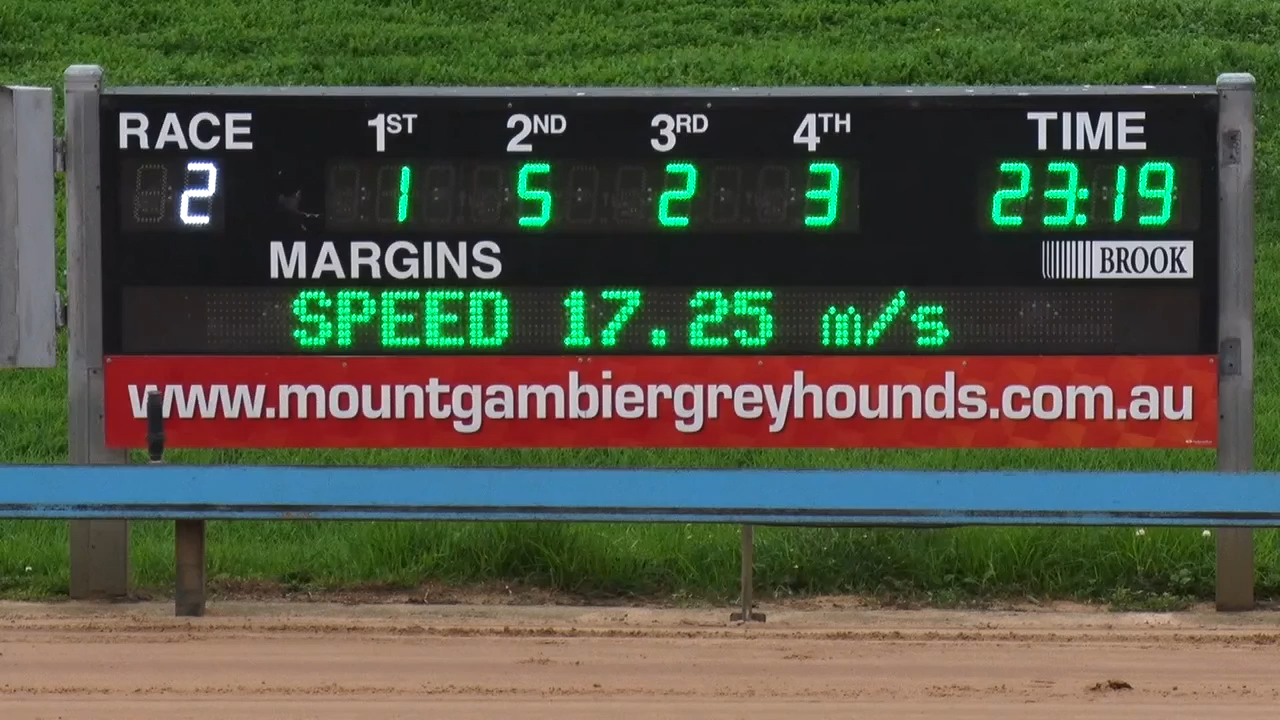 RACE 1ST 2ND 3RD 4TH TIME
2 1 5 2 3 23:19
MARGINS BROOK
SPEED 17.25 m/s
www.mountgambiergreyhounds.com.au